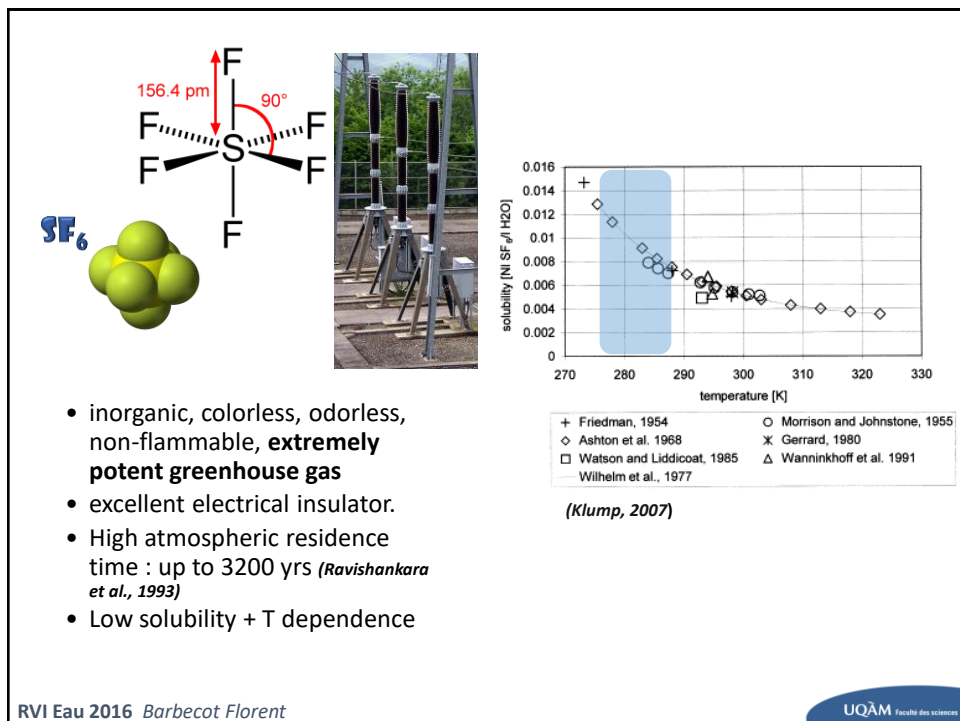 F
156.4 pm
90°
F F
S
F F
F
SF6
• inorganic, colorless, odorless,
non-flammable, extremely
potent greenhouse gas
• excellent electrical insulator.
• High atmospheric residence
time : up to 3200 yrs (Ravishankara
et al., 1993)
• Low solubility + T dependence
solubility [Nl SF6/l H2O]
0.016
0.014
0.012
0.01
0.008
0.006
0.004
0.002
0
270 280 290 300 310 320 330
temperature [K]
+ Friedman, 1954
○ Morrison and Johnstone, 1955
◇ Ashton et al. 1968
Gerrard, 1980
□ Watson and Liddicoat, 1985
△ Wanninkhoff et al. 1991
Wilhelm et al., 1977
(Klump, 2007)
RVI Eau 2016 Barbecot Florent
UQÀM Faculté des sciences